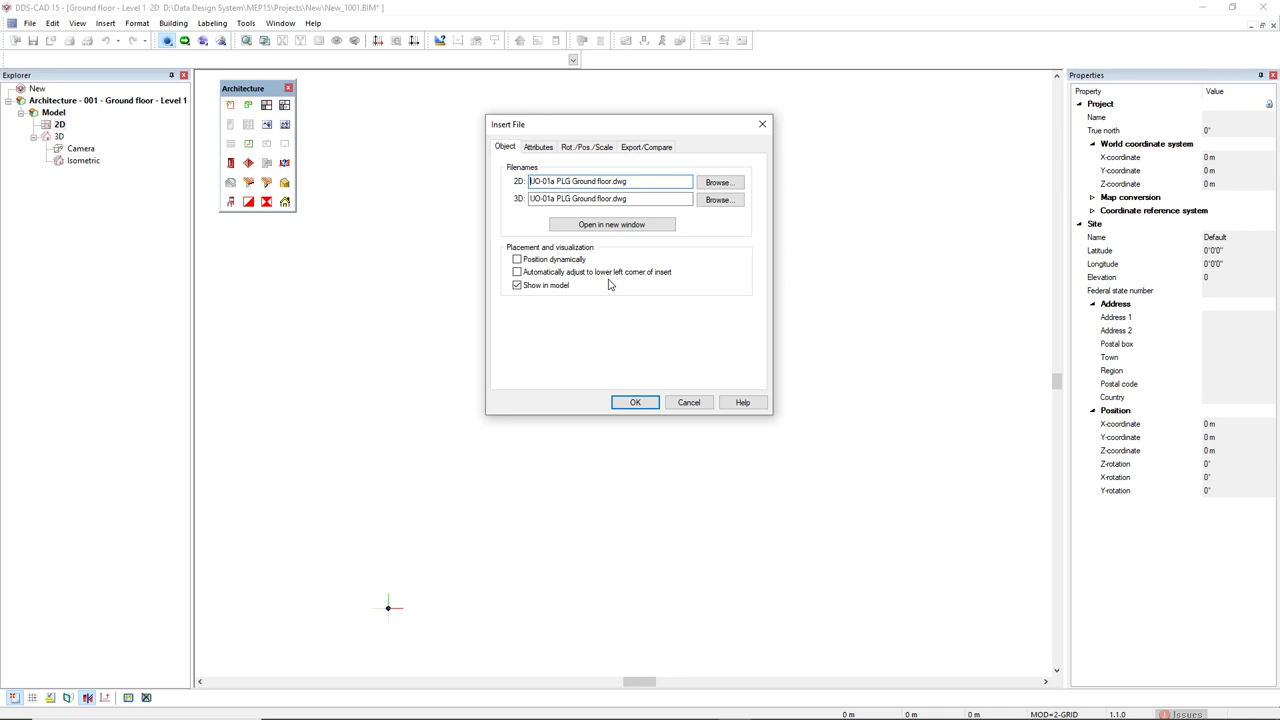 DDS-CAD 15 - [Ground floor - Level 1 2D D:\Data Design System\MEP15\Projects\New\New_1001.BIM* ]
File Edit View Insert Format Building Labeling Tools Window Help
Explorer
New
Architecture - 001 - Ground floor - Level 1
Model
2D
3D
Camera
Isometric
Architecture
Insert File
Object Attributes Rot./Pos./Scale Export/Compare
Filenames
2D: UO-01a PLG Ground floor.dwg Browse...
3D: UO-01a PLG Ground floor.dwg Browse...
Open in new window
Placement and visualization
Position dynamically
Automatically adjust to lower left corner of insert
Show in model
OK Cancel Help
Properties
Property Value
Project
Name
True north 0°
World coordinate system
X-coordinate 0 m
Y-coordinate 0 m
Z-coordinate 0 m
Map conversion
Coordinate reference system
Site
Name Default
Latitude 0°0'0"
Longitude 0°0'0"
Elevation 0
Federal state number
Address
Address 1
Address 2
Postal box
Town
Region
Postal code
Country
Position
X-coordinate 0 m
Y-coordinate 0 m
Z-coordinate 0 m
Z-rotation 0°
X-rotation 0°
Y-rotation 0°
0 m 0 m 0 m MOD=2-GRID 1.1.0 Issues